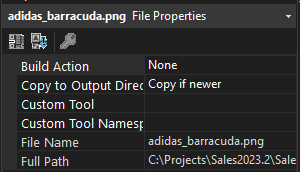 adidas_barracuda.png File Properties
Build Action None
Copy to Output Direc Copy if newer
Custom Tool
Custom Tool Namesp
File Name adidas_barracuda.png
Full Path C:\Projects\Sales2023.2\Sale